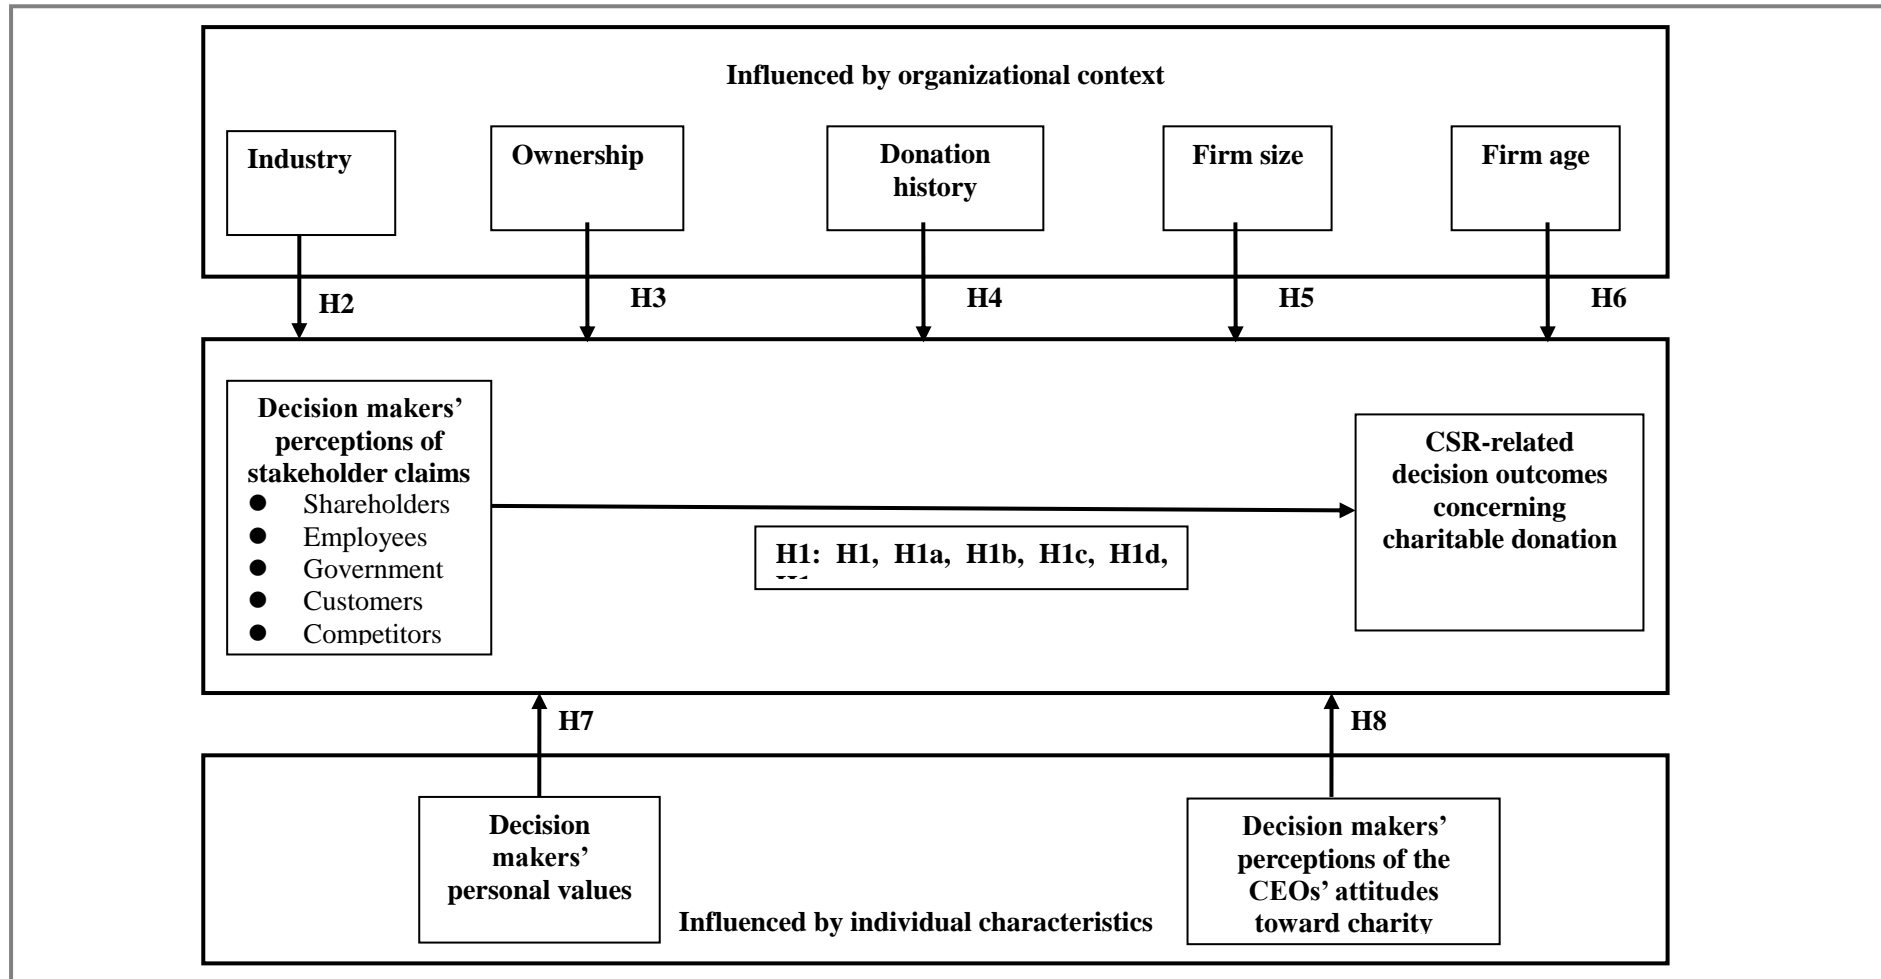 Influenced by organizational context
Industry
Ownership
Donation
history
Firm size
Firm age
H2
H3
H4
H5
H6
Decision makers’
perceptions of
stakeholder claims
● Shareholders
● Employees
● Government
● Customers
● Competitors
H1: H1, H1a, H1b, H1c, H1d,
CSR-related
decision outcomes
concerning
charitable donation
H7
H8
Decision
makers’
personal values
Influenced by individual characteristics
Decision makers’
perceptions of the
CEOs’ attitudes
toward charity